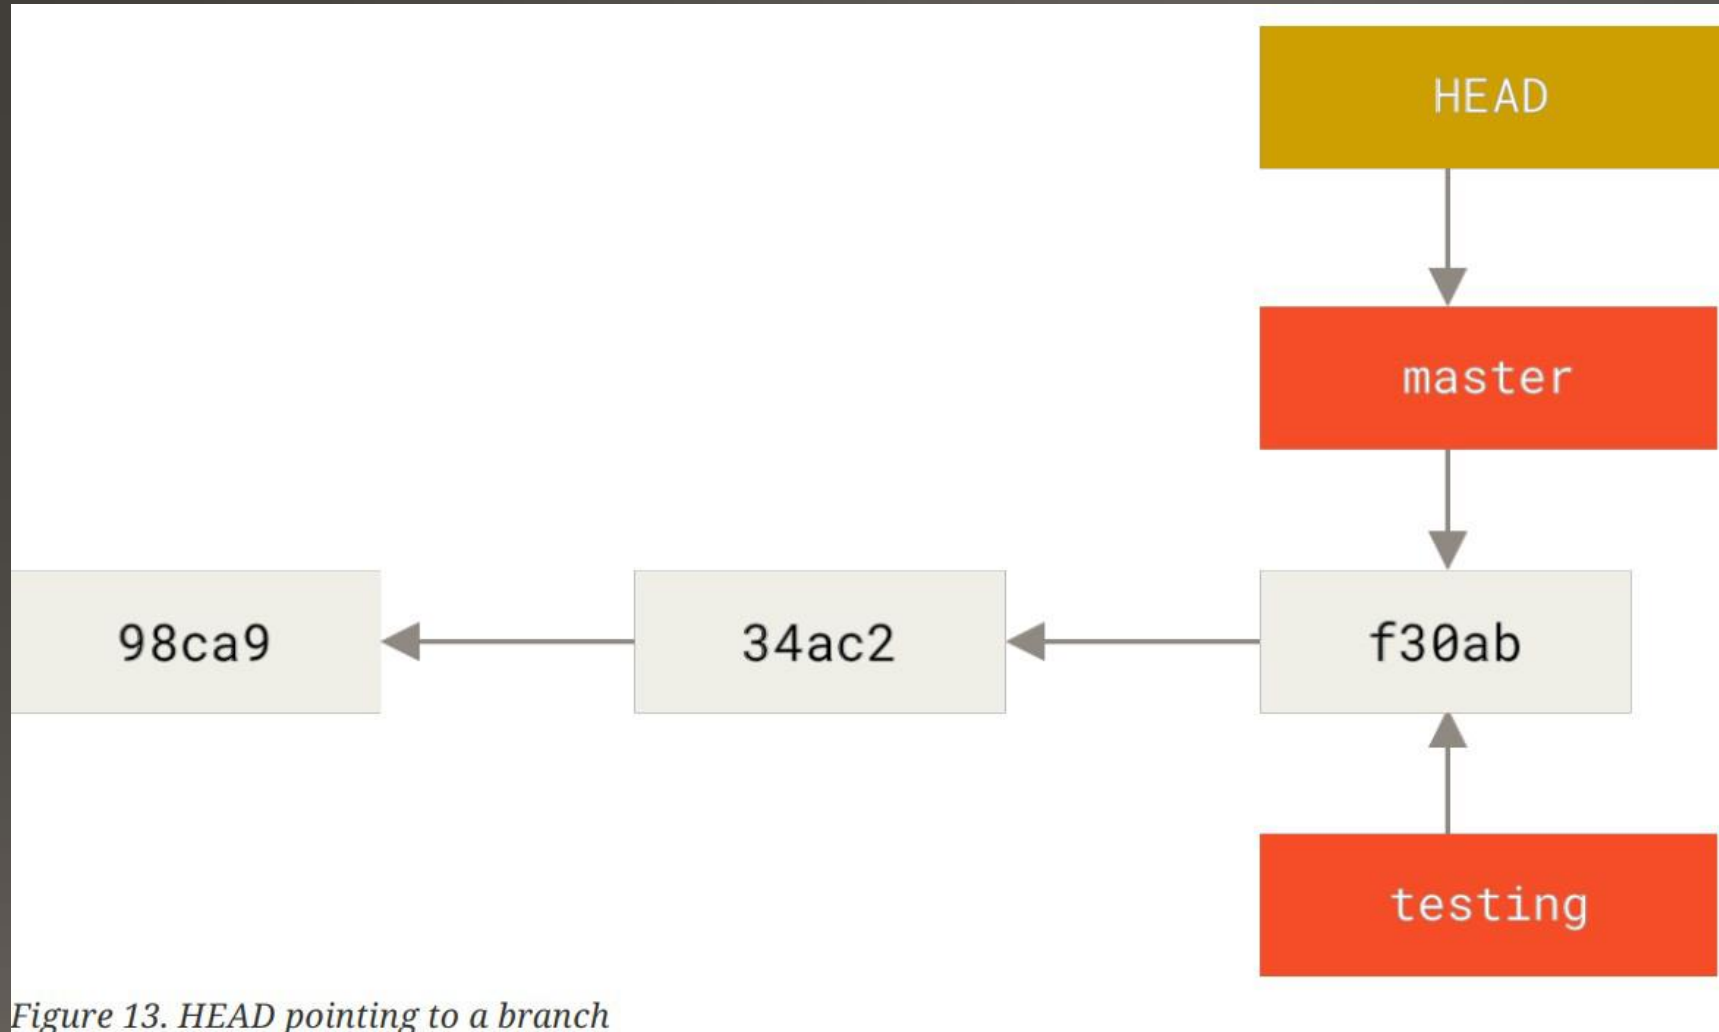 HEAD
master
98ca9
34ac2
f30ab
testing
Figure 13. HEAD pointing to a branch